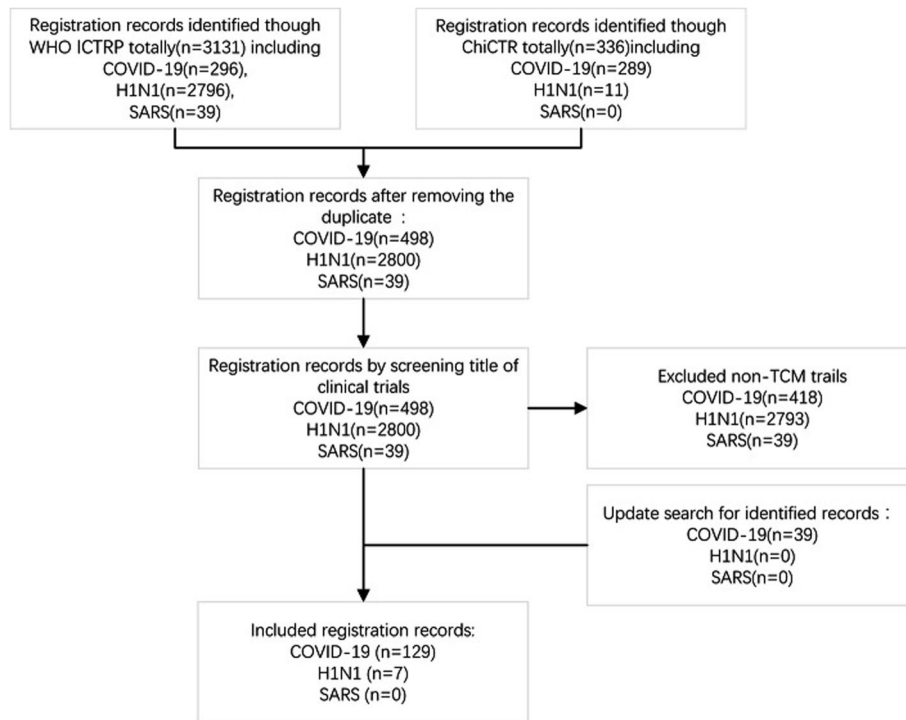 Registration records identified though
WHO ICTRP totally(n=3131) including
COVID-19(n=296),
H1N1(n=2796),
SARS(n=39)
Registration records identified though
ChiCTR totally(n=336)including
COVID-19(n=289)
H1N1(n=11)
SARS(n=0)
Registration records after removing the
duplicate :
COVID-19(n=498)
H1N1(n=2800)
SARS(n=39)
Registration records by screening title of
clinical trials
COVID-19(n=498)
H1N1(n=2800)
SARS(n=39)
Excluded non-TCM trails
COVID-19(n=418)
H1N1(n=2793)
SARS(n=39)
Update search for identified records :
COVID-19(n=39)
H1N1(n=0)
SARS(n=0)
Included registration records:
COVID-19 (n=129)
H1N1 (n=7)
SARS (n=0)